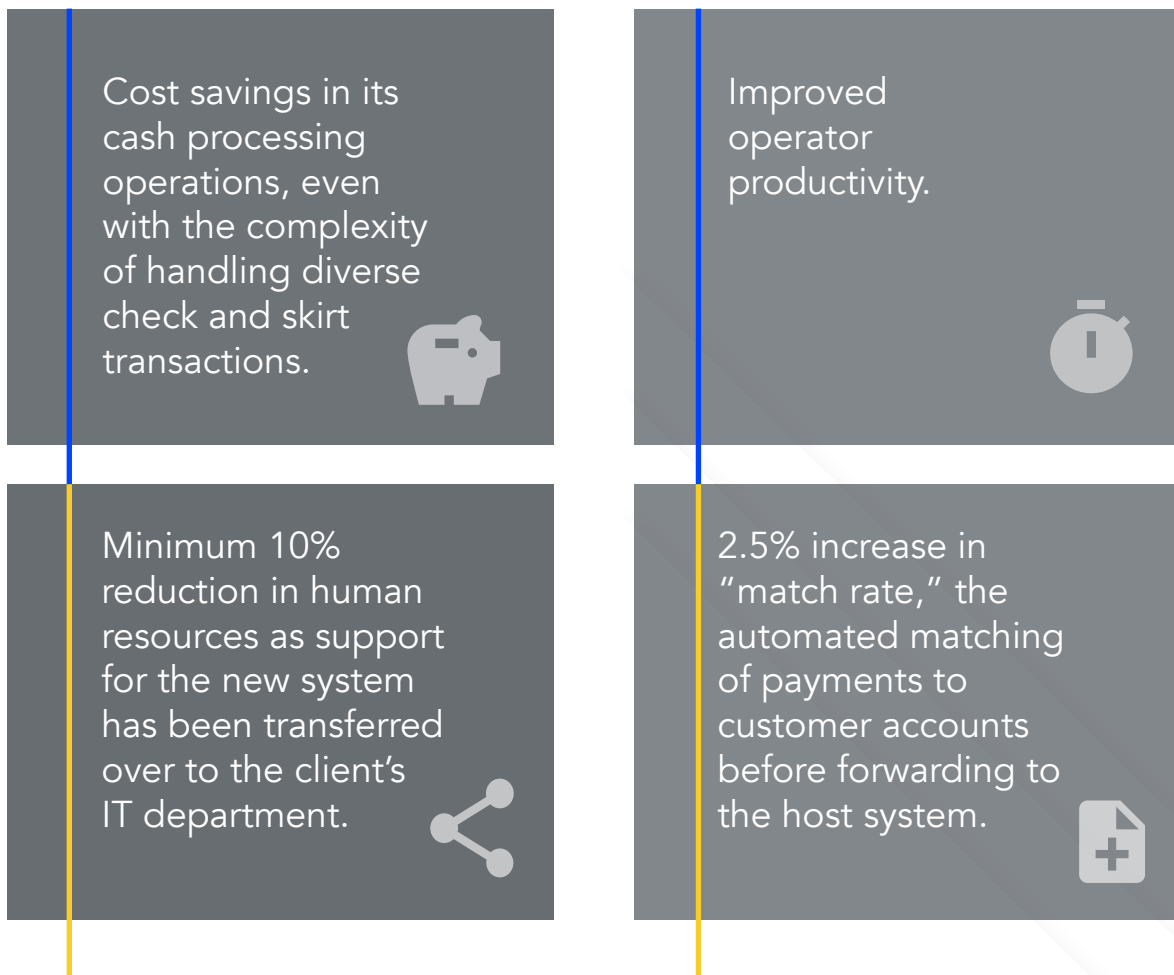 Cost savings in its
cash processing
operations, even
with the complexity
of handling diverse
check and skirt
transactions.
Improved
operator
productivity.
Minimum 10%
reduction in human
resources as support
for the new system
has been transferred
over to the client’s
IT department.
2.5% increase in
“match rate,” the
automated matching
of payments to
customer accounts
before forwarding to
the host system.